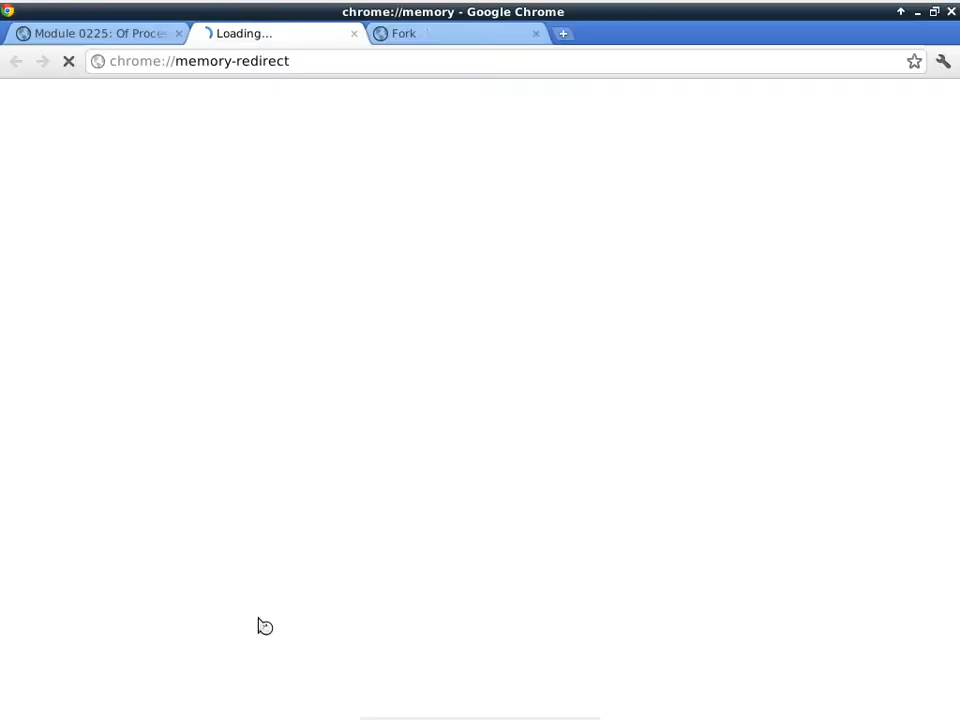 chrome://memory - Google Chrome
Module 0225: Of Proce
Loading...
Fork
chrome://memory-redirect